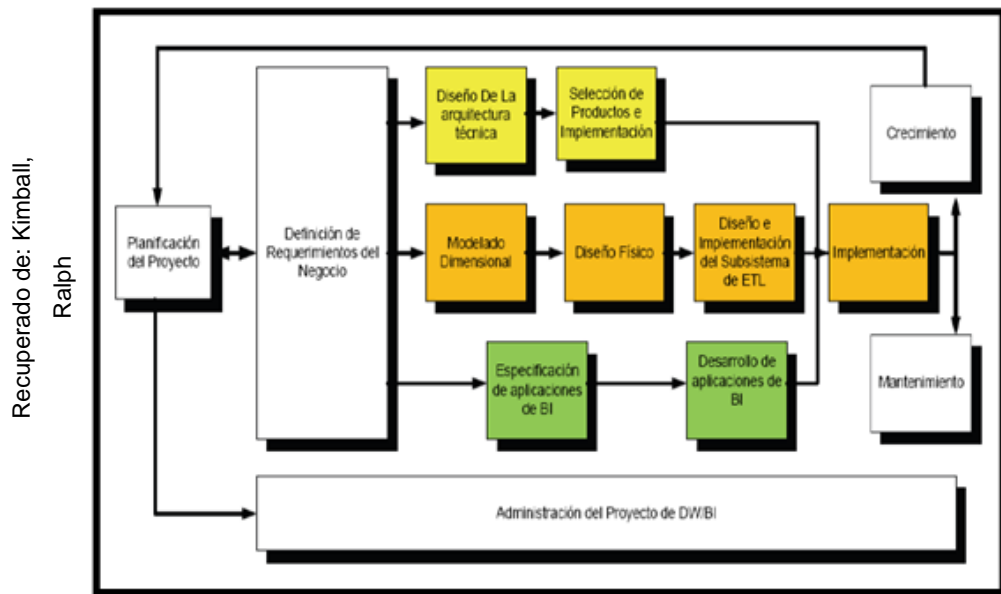 Recuperado de: Kimball,
Ralph
Planificación
del Proyecto
Definición de
Requerimientos del
Negocio
Diseño De La
arquitectura
técnica
Selección de
Productos e
Implementación
Modelado
Dimensional
Diseño Físico
Diseño e
Implementación
del Subsistema
de ETL
Implementación
Especificación
de aplicaciones
de BI
Desarrollo de
aplicaciones de
BI
Crecimiento
Mantenimiento
Administración del Proyecto de DW/BI